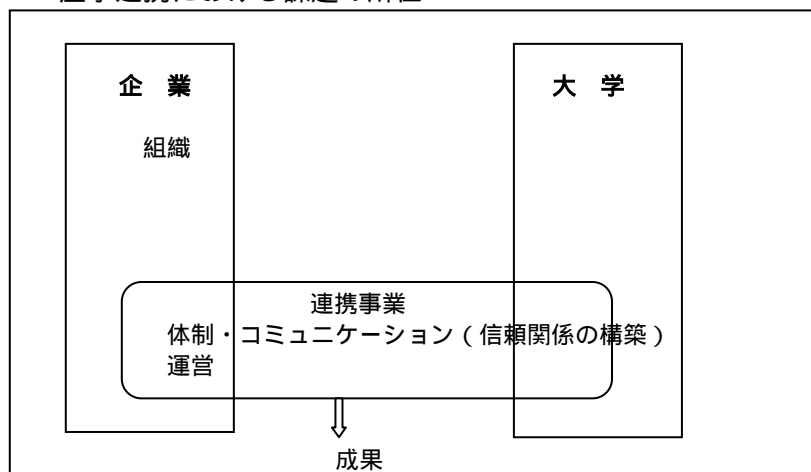 企　業
大　学
組織
連携事業
体制・コミュニケーション（信頼関係の構築）
運営
成果